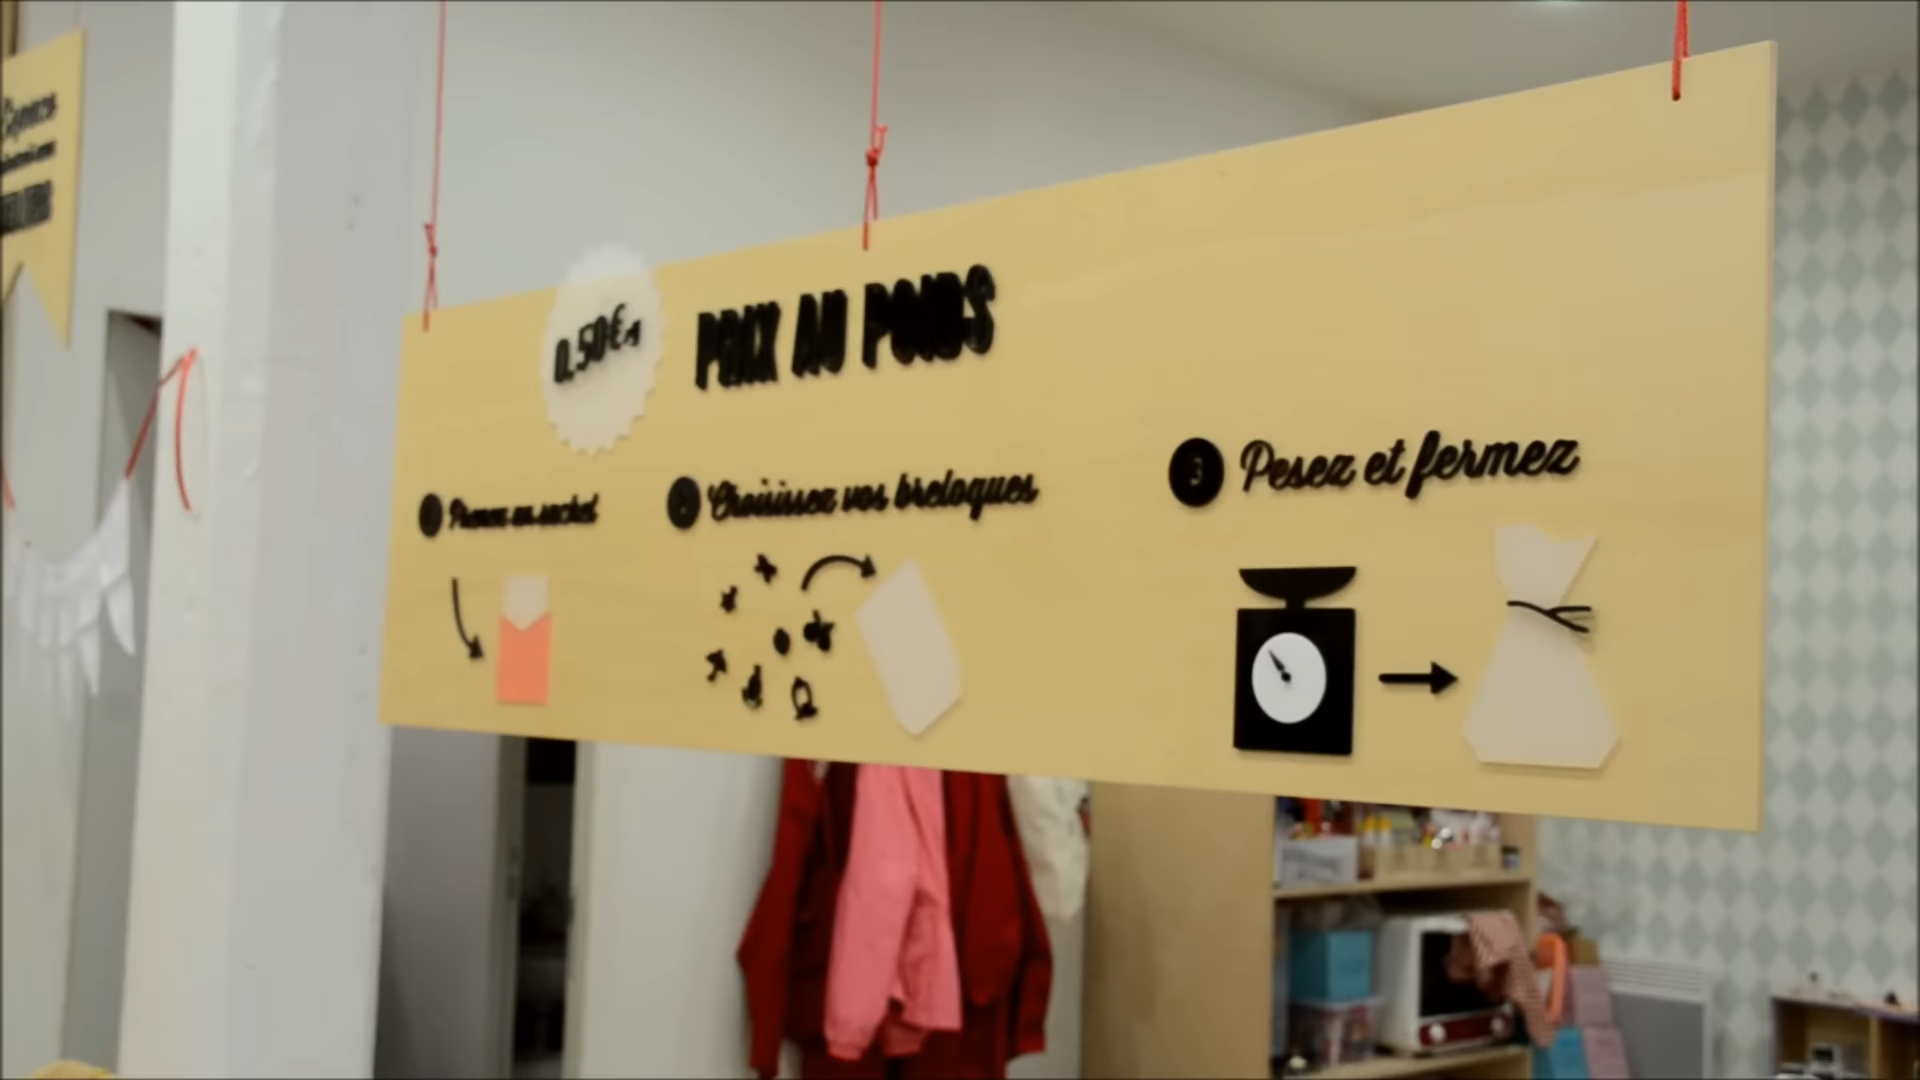 0.50€
PRIX AU POIDS
1 Prenez un sachet
2 Choisissez vos breloques
3 Pesez et fermez